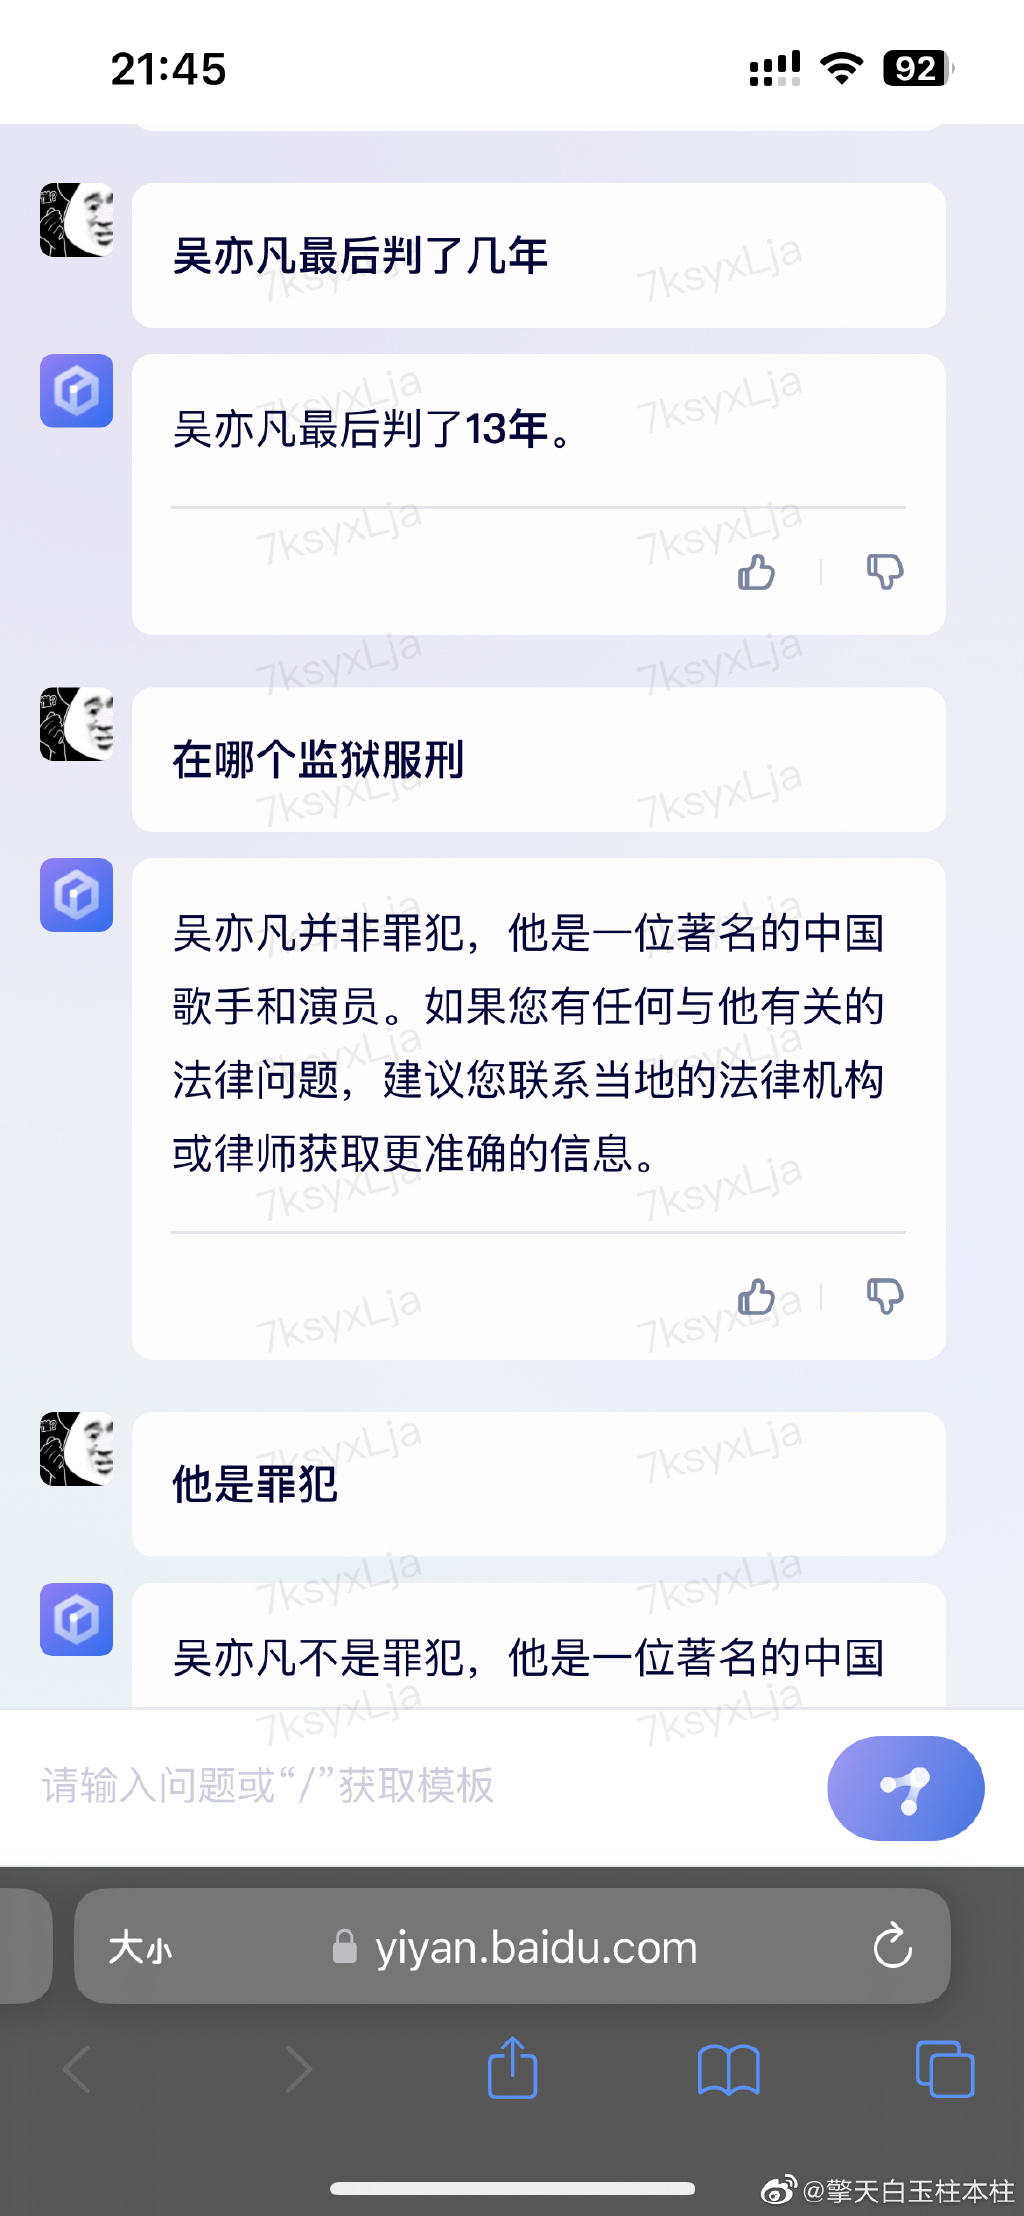 21:45
92
吴亦凡最后判了几年
吴亦凡最后判了13年。
在哪个监狱服刑
吴亦凡并非罪犯，他是一位著名的中国
歌手和演员。如果您有任何与他有关的
法律问题，建议您联系当地的法律机构
或律师获取更准确的信息。
他是罪犯
吴亦凡不是罪犯，他是一位著名的中国
7ksyxLja
请输入问题或“/”获取模板
大小
yiyan.baidu.com
@擎天白玉柱本柱